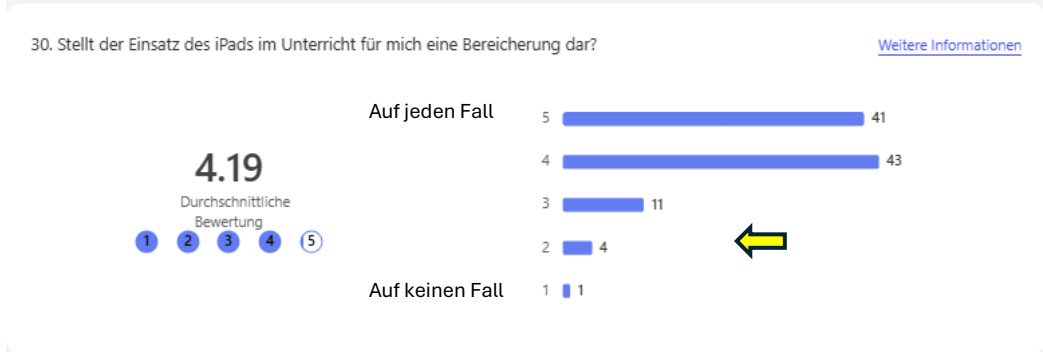 30. Stellt der Einsatz des iPads im Unterricht für mich eine Bereicherung dar?
Weitere Informationen
4.19
Durchschnittliche
Bewertung
1 2 3 4 5
Auf jeden Fall
5 41
4 43
3 11
2 4
Auf keinen Fall
1 1